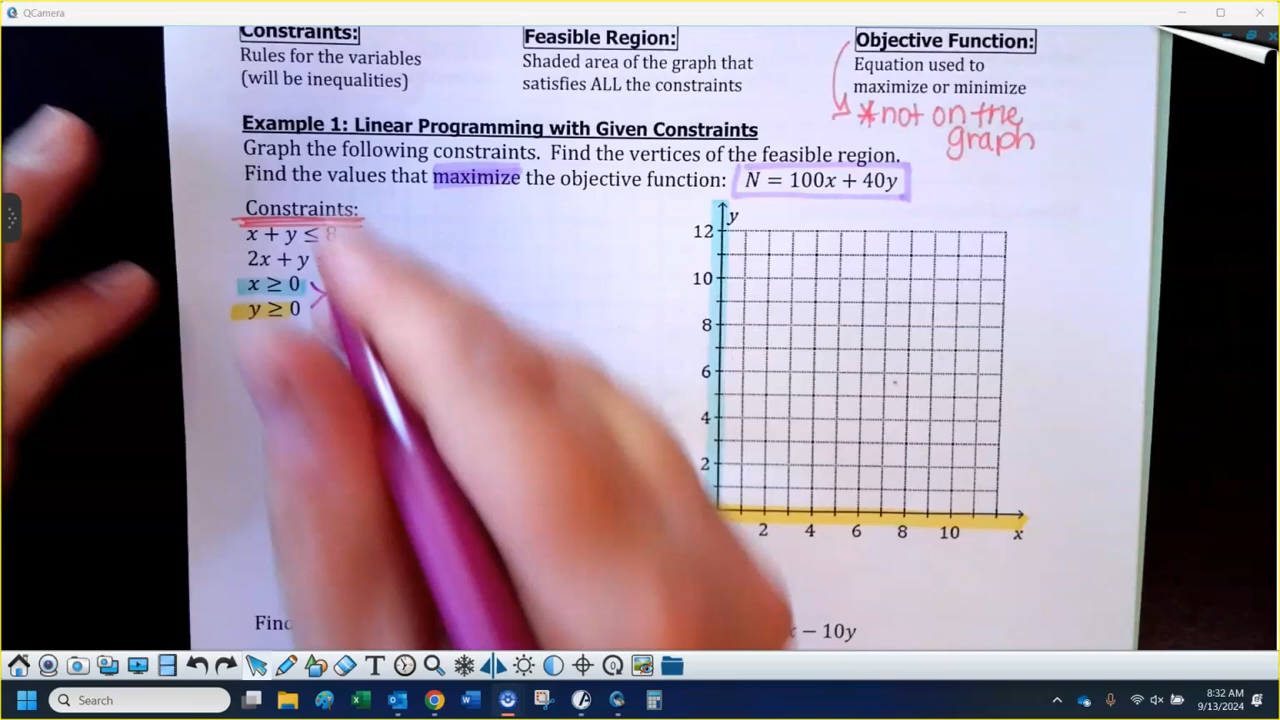 QCamera
Constraints:
Rules for the variables
(will be inequalities)
Feasible Region:
Shaded area of the graph that
satisfies ALL the constraints
Objective Function:
Equation used to
maximize or minimize
*not on the
graph
Example 1: Linear Programming with Given Constraints
Graph the following constraints. Find the vertices of the feasible region.
Find the values that maximize the objective function: N = 100x + 40y
Constraints:
x + y ≤ 8
2x + y
x ≥ 0
y ≥ 0
y
12
10
8
6
4
2
2 4 6 8 10 x
− 10y
Search
8:32 AM
9/13/2024